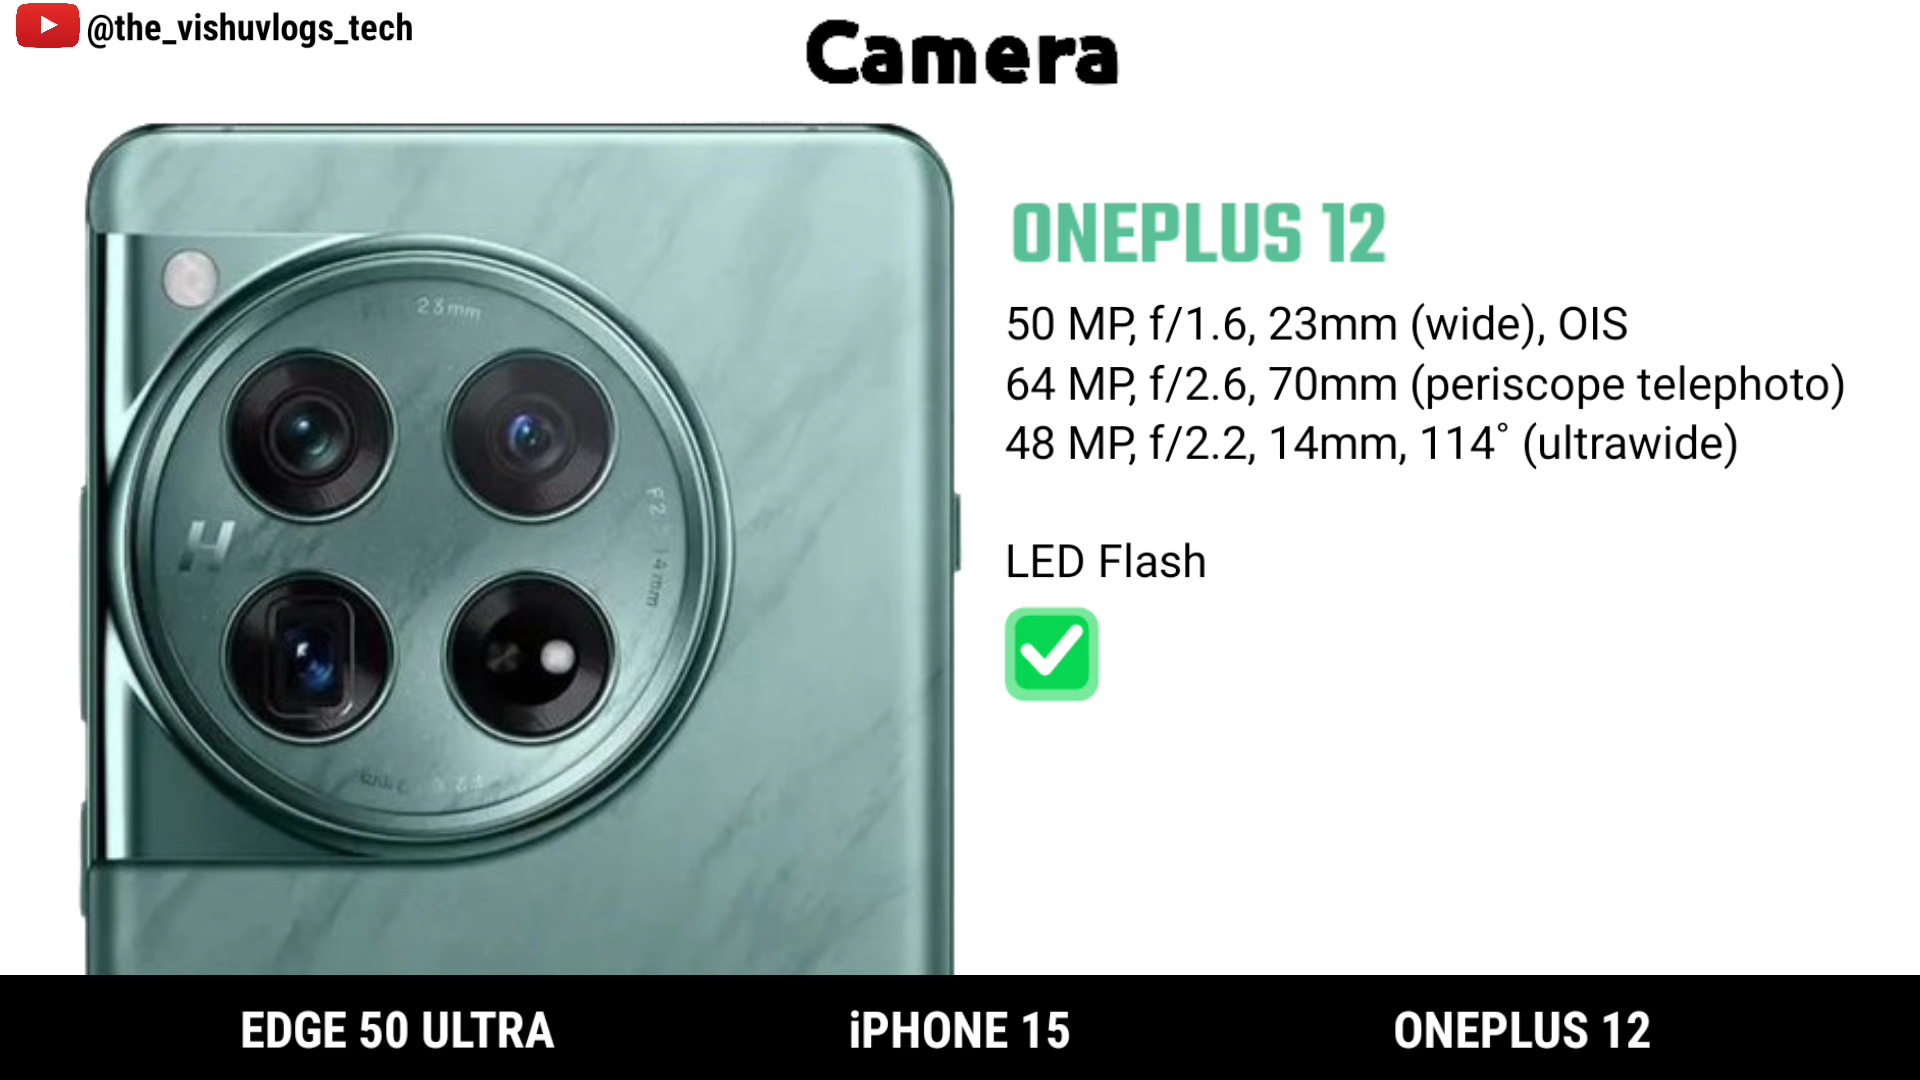 @the_vishuvlogs_tech
Camera
23mm
ONEPLUS 12
50 MP, f/1.6, 23mm (wide), OIS
64 MP, f/2.6, 70mm (periscope telephoto)
48 MP, f/2.2, 14mm, 114° (ultrawide)
14mm
H
LED Flash
EDGE 50 ULTRA
iPHONE 15
ONEPLUS 12